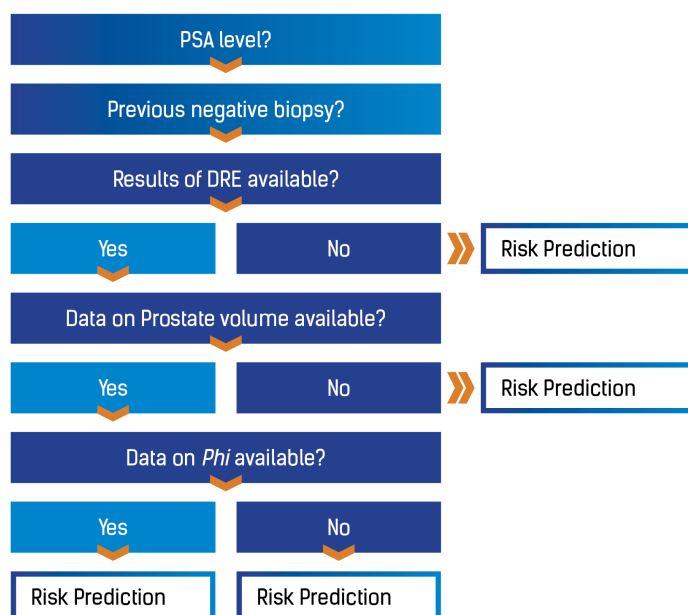 PSA level?
Previous negative biopsy?
Results of DRE available?
Yes
No
Risk Prediction
Data on Prostate volume available?
Yes
No
Risk Prediction
Data on Phi available?
Yes
No
Risk Prediction
Risk Prediction